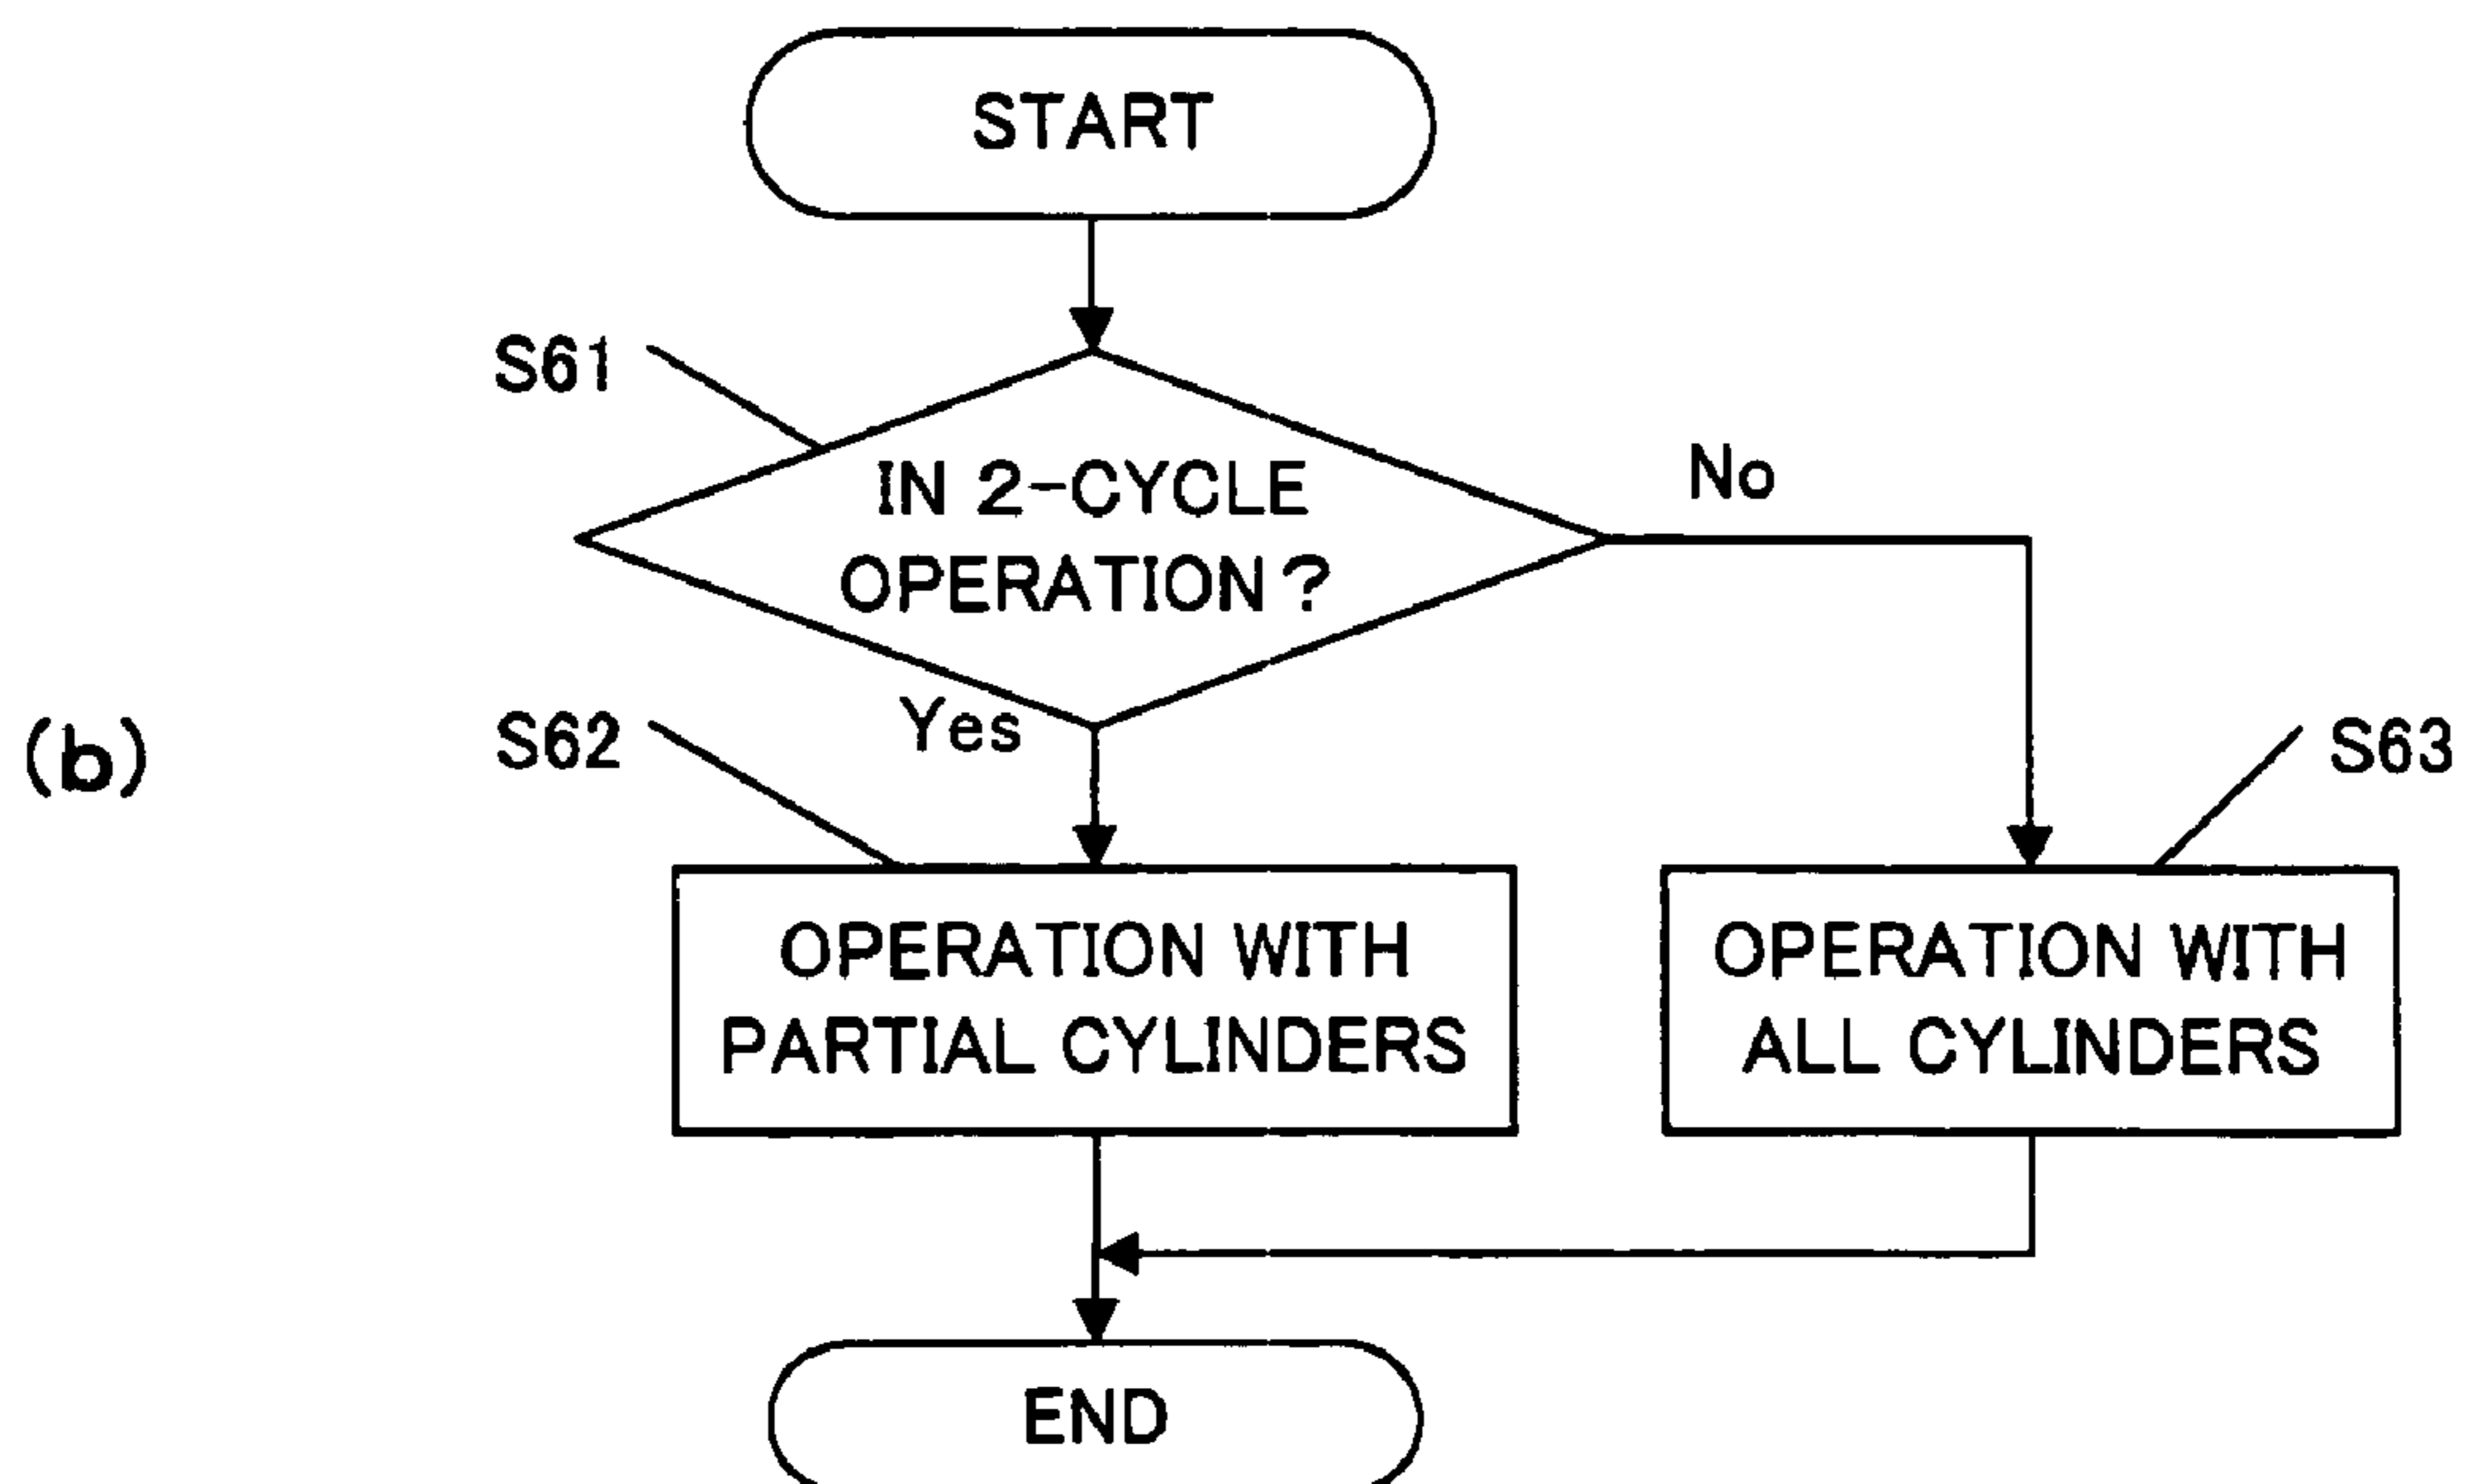 START
S61
IN 2-CYCLE
OPERATION?
No
Yes
(b)
S62
S63
OPERATION WITH
PARTIAL CYLINDERS
OPERATION WITH
ALL CYLINDERS
END